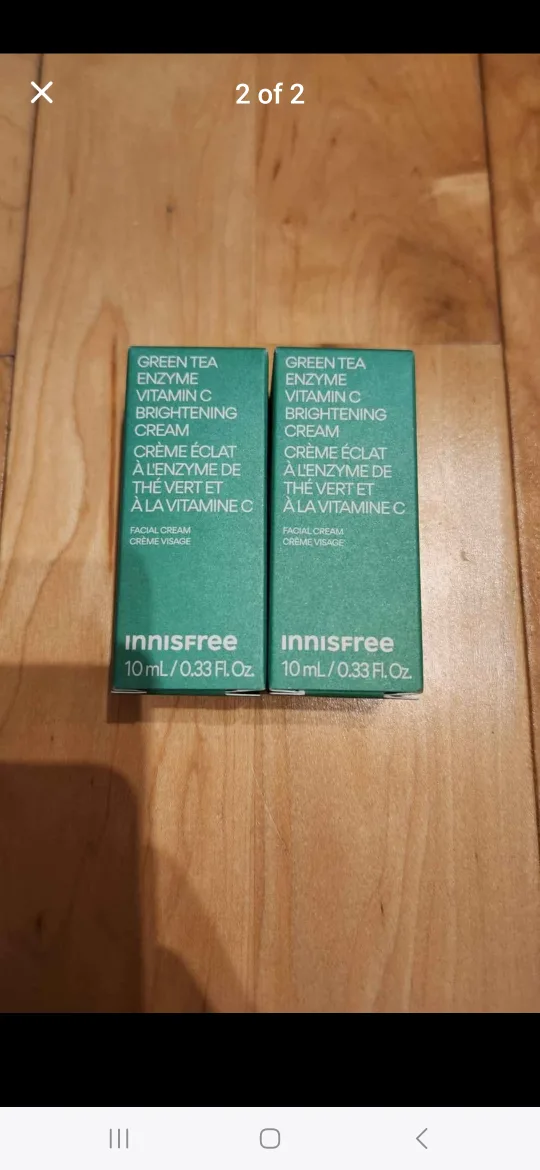 2 of 2
GREEN TEA
ENZYME
VITAMIN C
BRIGHTENING
CREAM
CRÈME ÉCLAT
À L'ENZYME DE
THÉ VERT ET
À LA VITAMINE C
FACIAL CREAM
CRÈME VISAGE
INNISFree
10 mL / 0.33 Fl. Oz.
GREEN TEA
ENZYME
VITAMIN C
BRIGHTENING
CREAM
CRÈME ÉCLAT
À L'ENZYME DE
THÉ VERT ET
À LA VITAMINE C
FACIAL CREAM
CRÈME VISAGE
INNISFree
10 mL / 0.33 Fl. Oz.